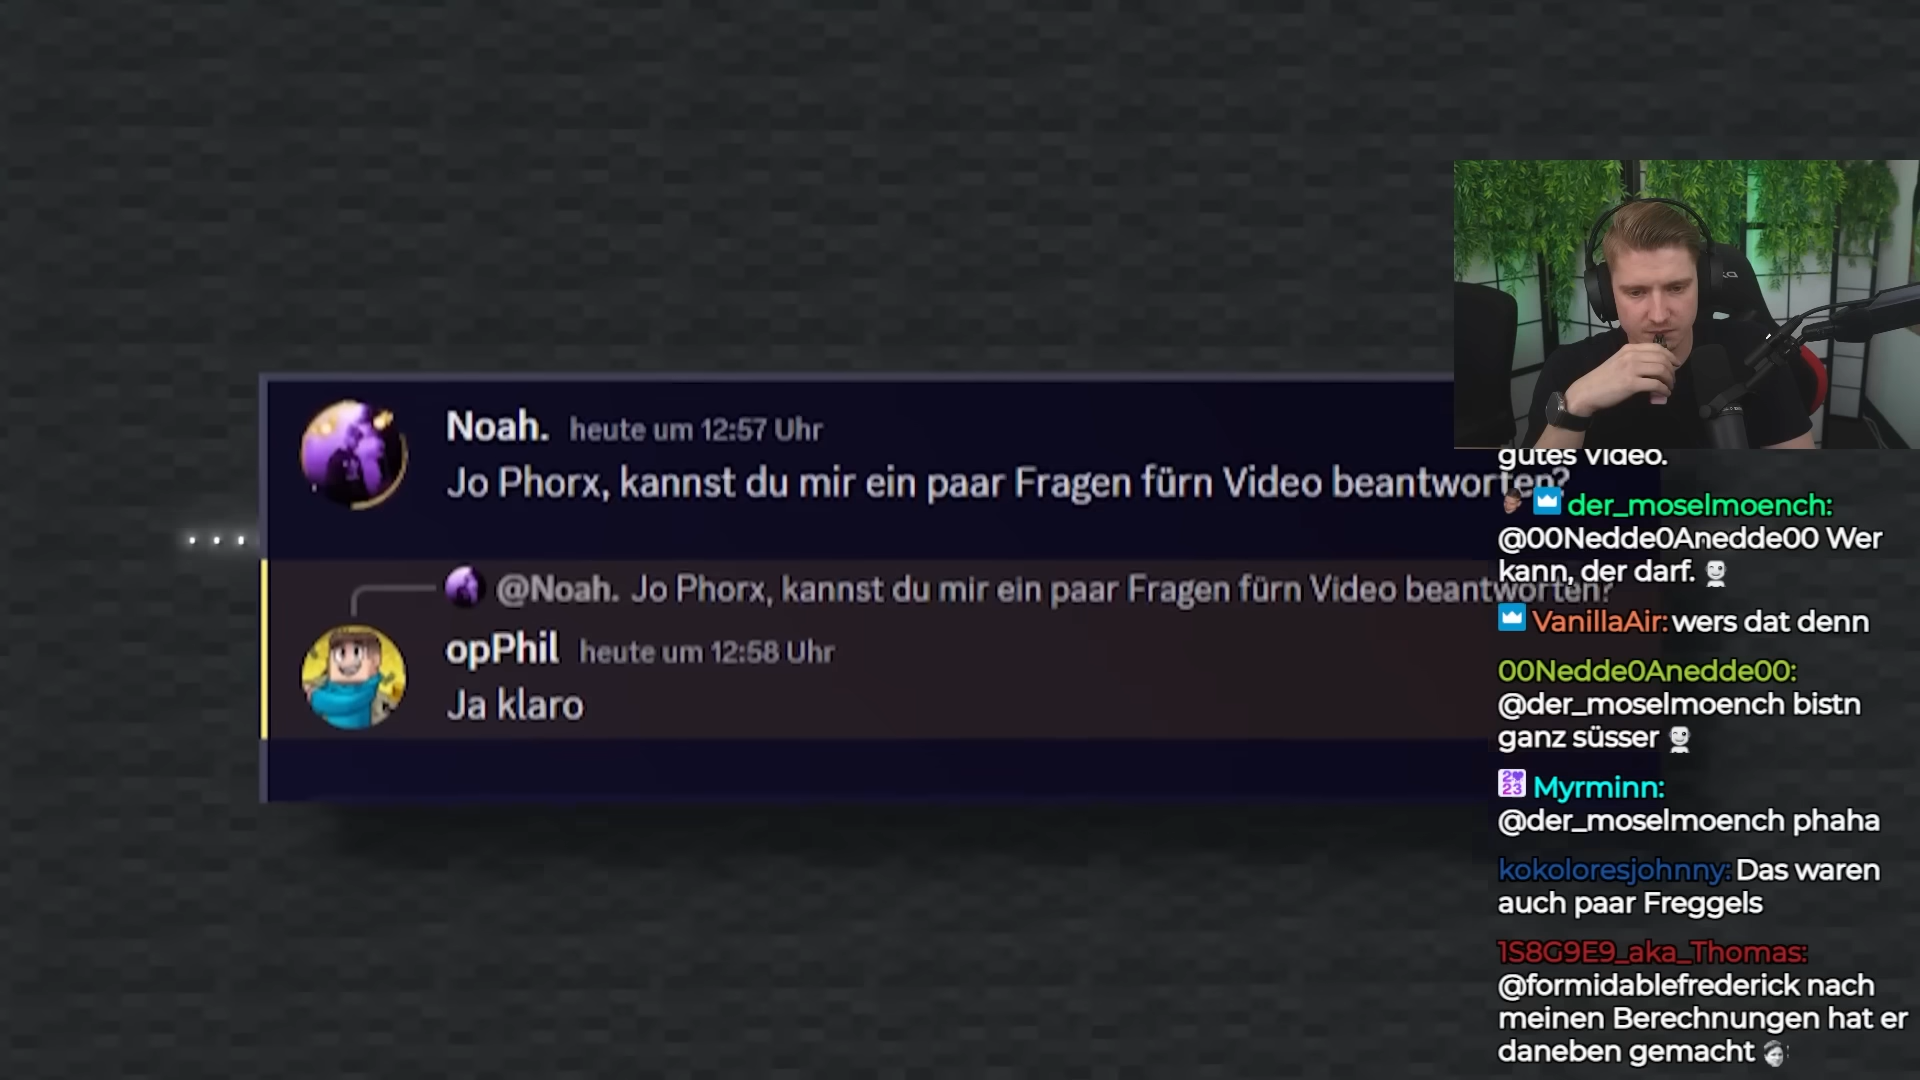 Noah. heute um 12:57 Uhr
Jo Phorx, kannst du mir ein paar Fragen fürn Video beantworten?
@Noah. Jo Phorx, kannst du mir ein paar Fragen fürn Video beantworten?
opPhil heute um 12:58 Uhr
Ja klaro
gutes Video.
der_moselmoench:
@00Nedde0Anedde00 Wer
kann, der darf.
VanillaAir: wers dat denn
00Nedde0Anedde00:
@der_moselmoench bistn
ganz süsser
Myrminn:
@der_moselmoench phaha
kokoloresjohnny: Das waren
auch paar Freggels
1S8G9E9_aka_Thomas:
@formidablefrederick nach
meinen Berechnungen hat er
daneben gemacht